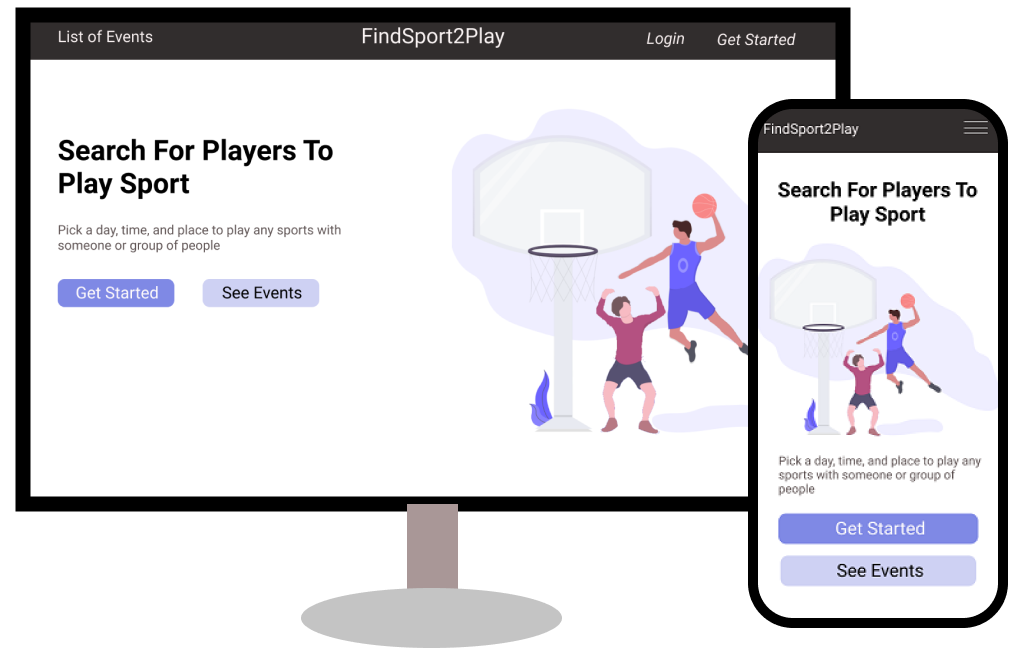 List of Events
FindSport2Play
Login
Get Started
Search For Players To
Play Sport
Pick a day, time, and place to play any sports with
someone or group of people
Get Started
See Events
FindSport2Play
Search For Players To
Play Sport
Pick a day, time, and place to play any
sports with someone or group of
people
Get Started
See Events